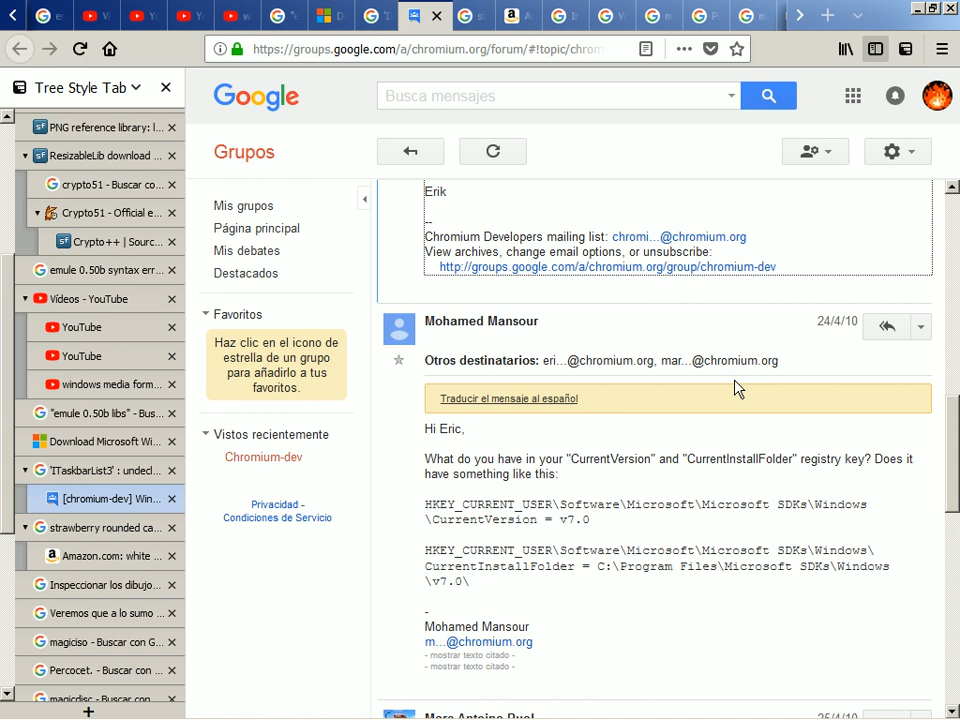 https://groups.google.com/a/chromium.org/forum/#!topic/chrom
Tree Style Tab
PNG reference library: l...
ResizableLib download ...
crypto51 - Buscar co...
Crypto51 - Official e...
Crypto++ | Sourc...
emule 0.50b syntax err...
Vídeos - YouTube
YouTube
YouTube
windows media form...
"emule 0.50b libs" - Bus...
Download Microsoft Wi...
'ITaskbarList3' : undecl...
[chromium-dev] Win...
strawberry rounded ca...
Amazon.com: white ...
Inspeccionar los dibujo...
Veremos que a lo sumo ...
magiciso - Buscar con G...
Percocet. - Buscar con ...
magicdisc - Buscar con ...
Google
Busca mensajes
Grupos
Mis grupos
Página principal
Mis debates
Destacados
Favoritos
Haz clic en el icono de
estrella de un grupo
para añadirlo a tus
favoritos.
Vistos recientemente
Chromium-dev
Privacidad -
Condiciones de Servicio
Erik
--
Chromium Developers mailing list: chromi...@chromium.org
View archives, change email options, or unsubscribe:
http://groups.google.com/a/chromium.org/group/chromium-dev
Mohamed Mansour
24/4/10
Otros destinatarios: eri...@chromium.org, mar...@chromium.org
Traducir el mensaje al español
Hi Eric,
What do you have in your "CurrentVersion" and "CurrentInstallFolder" registry key? Does it
have something like this:
HKEY_CURRENT_USER\Software\Microsoft\Microsoft SDKs\Windows
\CurrentVersion = v7.0
HKEY_CURRENT_USER\Software\Microsoft\Microsoft SDKs\Windows\
CurrentInstallFolder = C:\Program Files\Microsoft SDKs\Windows
\v7.0\
-
Mohamed Mansour
m...@chromium.org
- mostrar texto citado -
- mostrar texto citado -
Marc-Antoine Ruel
25/4/10